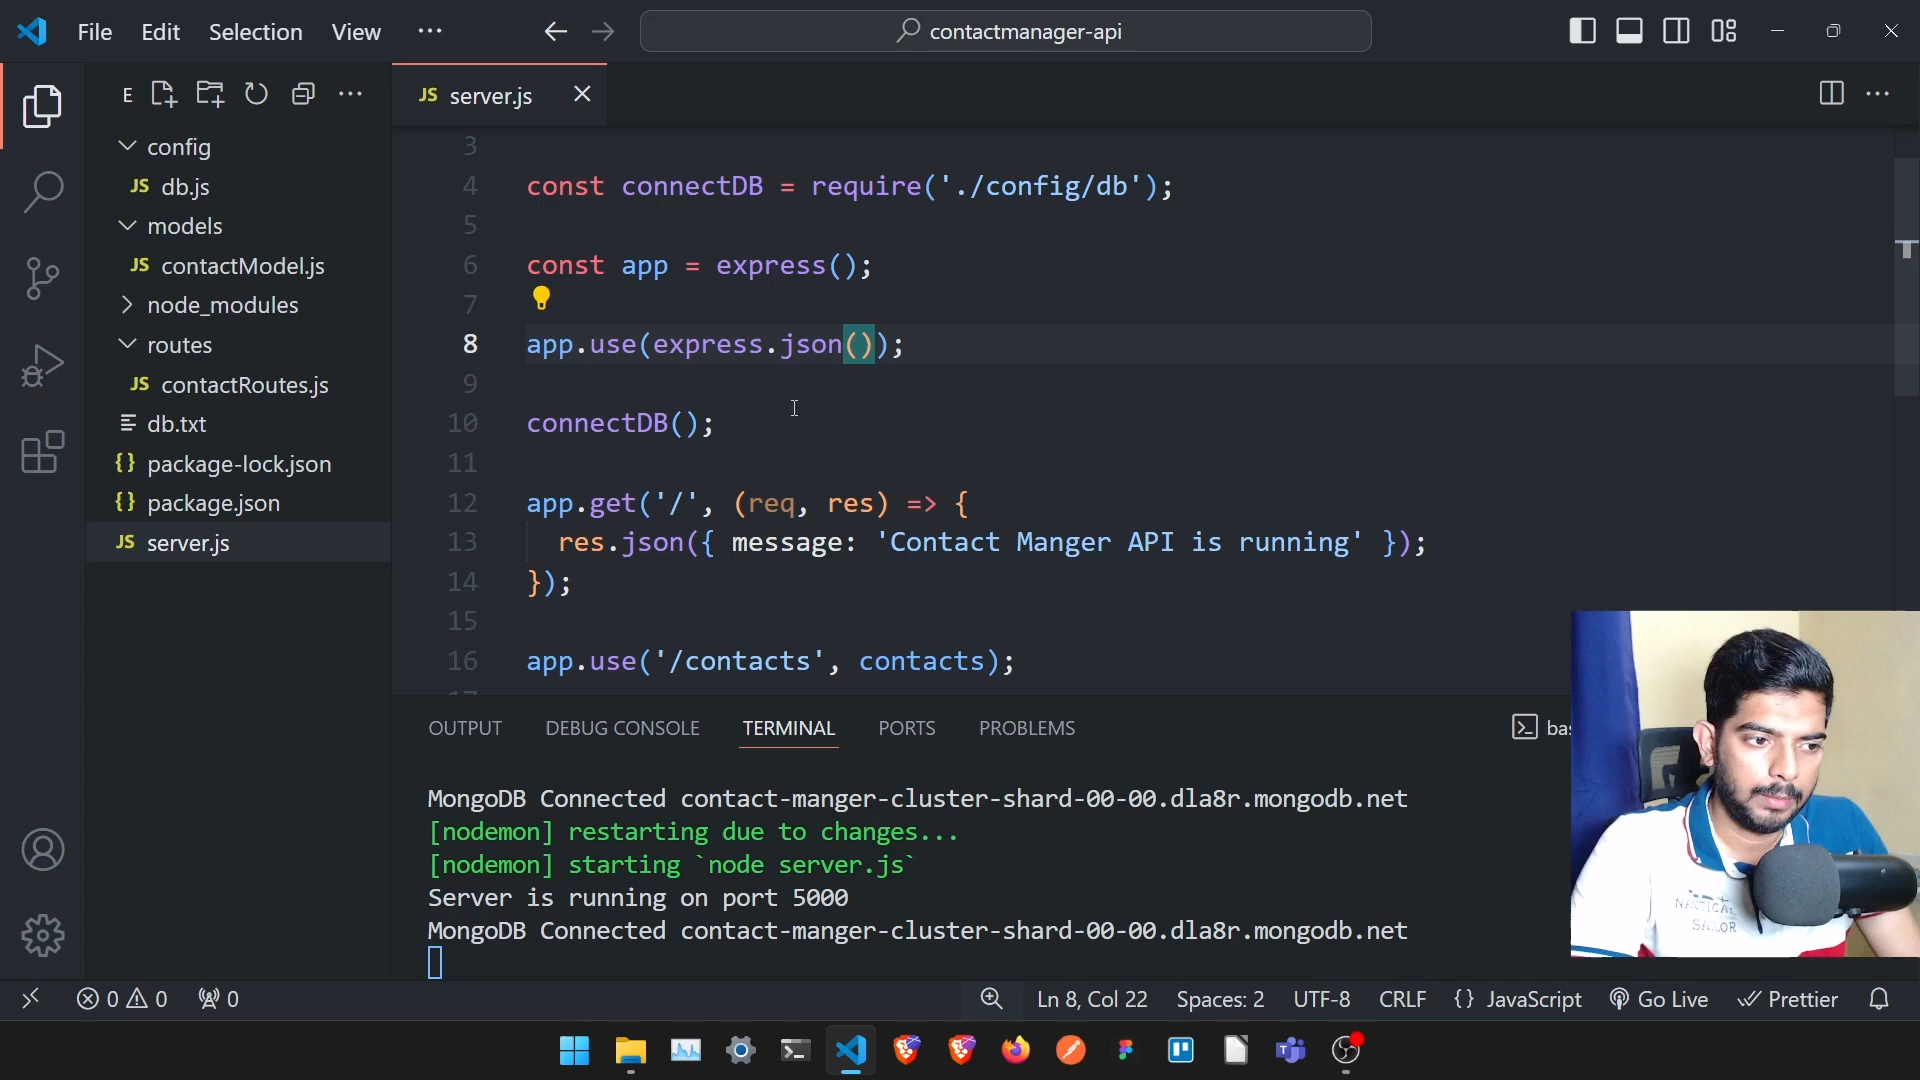 File Edit Selection View ···
contactmanager-api
E
JS server.js
config
JS db.js
models
JS contactModel.js
node_modules
routes
JS contactRoutes.js
db.txt
{} package-lock.json
{} package.json
JS server.js
3
4 const connectDB = require('./config/db');
5
6 const app = express();
7
8 app.use(express.json());
9
10 connectDB();
11
12 app.get('/', (req, res) => {
13 res.json({ message: 'Contact Manger API is running' });
14 });
15
16 app.use('/contacts', contacts);
17
OUTPUT DEBUG CONSOLE TERMINAL PORTS PROBLEMS
bas
MongoDB Connected contact-manger-cluster-shard-00-00.dla8r.mongodb.net
[nodemon] restarting due to changes...
[nodemon] starting `node server.js`
Server is running on port 5000
MongoDB Connected contact-manger-cluster-shard-00-00.dla8r.mongodb.net
NAUTICAL
SAILOR
0 0 0
Ln 8, Col 22 Spaces: 2 UTF-8 CRLF {} JavaScript Go Live Prettier